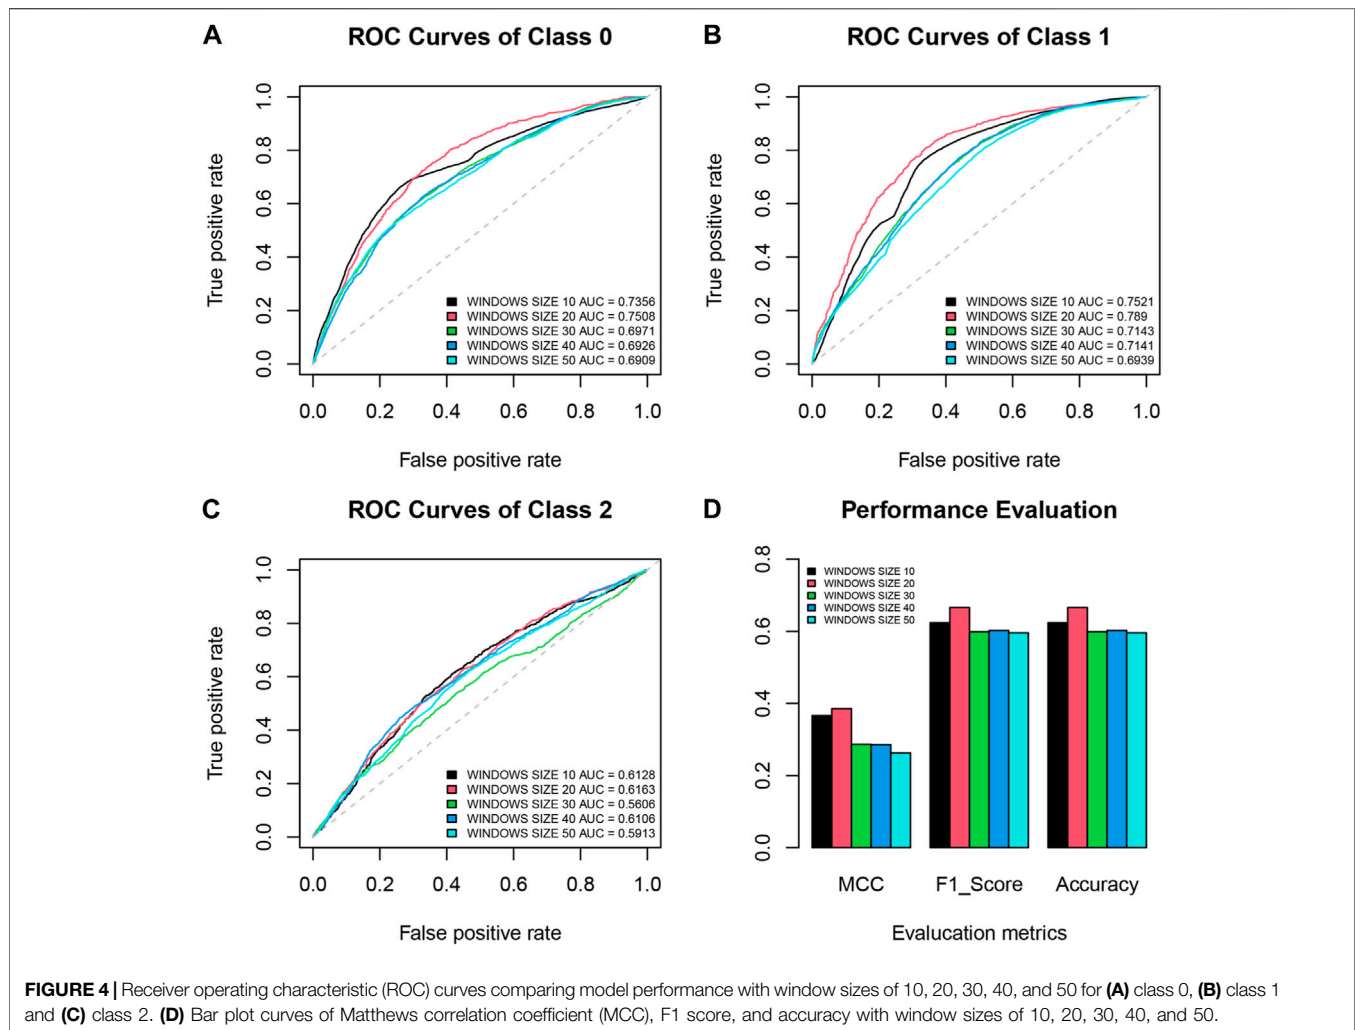 A
ROC Curves of Class 0
True positive rate
1.0
0.8
0.6
0.4
0.2
0.0
WINDOWS SIZE 10 AUC = 0.7356
WINDOWS SIZE 20 AUC = 0.7508
WINDOWS SIZE 30 AUC = 0.6971
WINDOWS SIZE 40 AUC = 0.6926
WINDOWS SIZE 50 AUC = 0.6909
0.0 0.2 0.4 0.6 0.8 1.0
False positive rate
B
ROC Curves of Class 1
True positive rate
1.0
0.8
0.6
0.4
0.2
0.0
WINDOWS SIZE 10 AUC = 0.7521
WINDOWS SIZE 20 AUC = 0.789
WINDOWS SIZE 30 AUC = 0.7143
WINDOWS SIZE 40 AUC = 0.7141
WINDOWS SIZE 50 AUC = 0.6939
0.0 0.2 0.4 0.6 0.8 1.0
False positive rate
C
ROC Curves of Class 2
True positive rate
1.0
0.8
0.6
0.4
0.2
0.0
WINDOWS SIZE 10 AUC = 0.6128
WINDOWS SIZE 20 AUC = 0.6163
WINDOWS SIZE 30 AUC = 0.5606
WINDOWS SIZE 40 AUC = 0.6106
WINDOWS SIZE 50 AUC = 0.5913
0.0 0.2 0.4 0.6 0.8 1.0
False positive rate
D
Performance Evaluation
0.8
0.6
0.4
0.2
0.0
WINDOWS SIZE 10
WINDOWS SIZE 20
WINDOWS SIZE 30
WINDOWS SIZE 40
WINDOWS SIZE 50
MCC F1_Score Accuracy
Evalucation metrics
FIGURE 4 | Receiver operating characteristic (ROC) curves comparing model performance with window sizes of 10, 20, 30, 40, and 50 for (A) class 0, (B) class 1
and (C) class 2. (D) Bar plot curves of Matthews correlation coefficient (MCC), F1 score, and accuracy with window sizes of 10, 20, 30, 40, and 50.